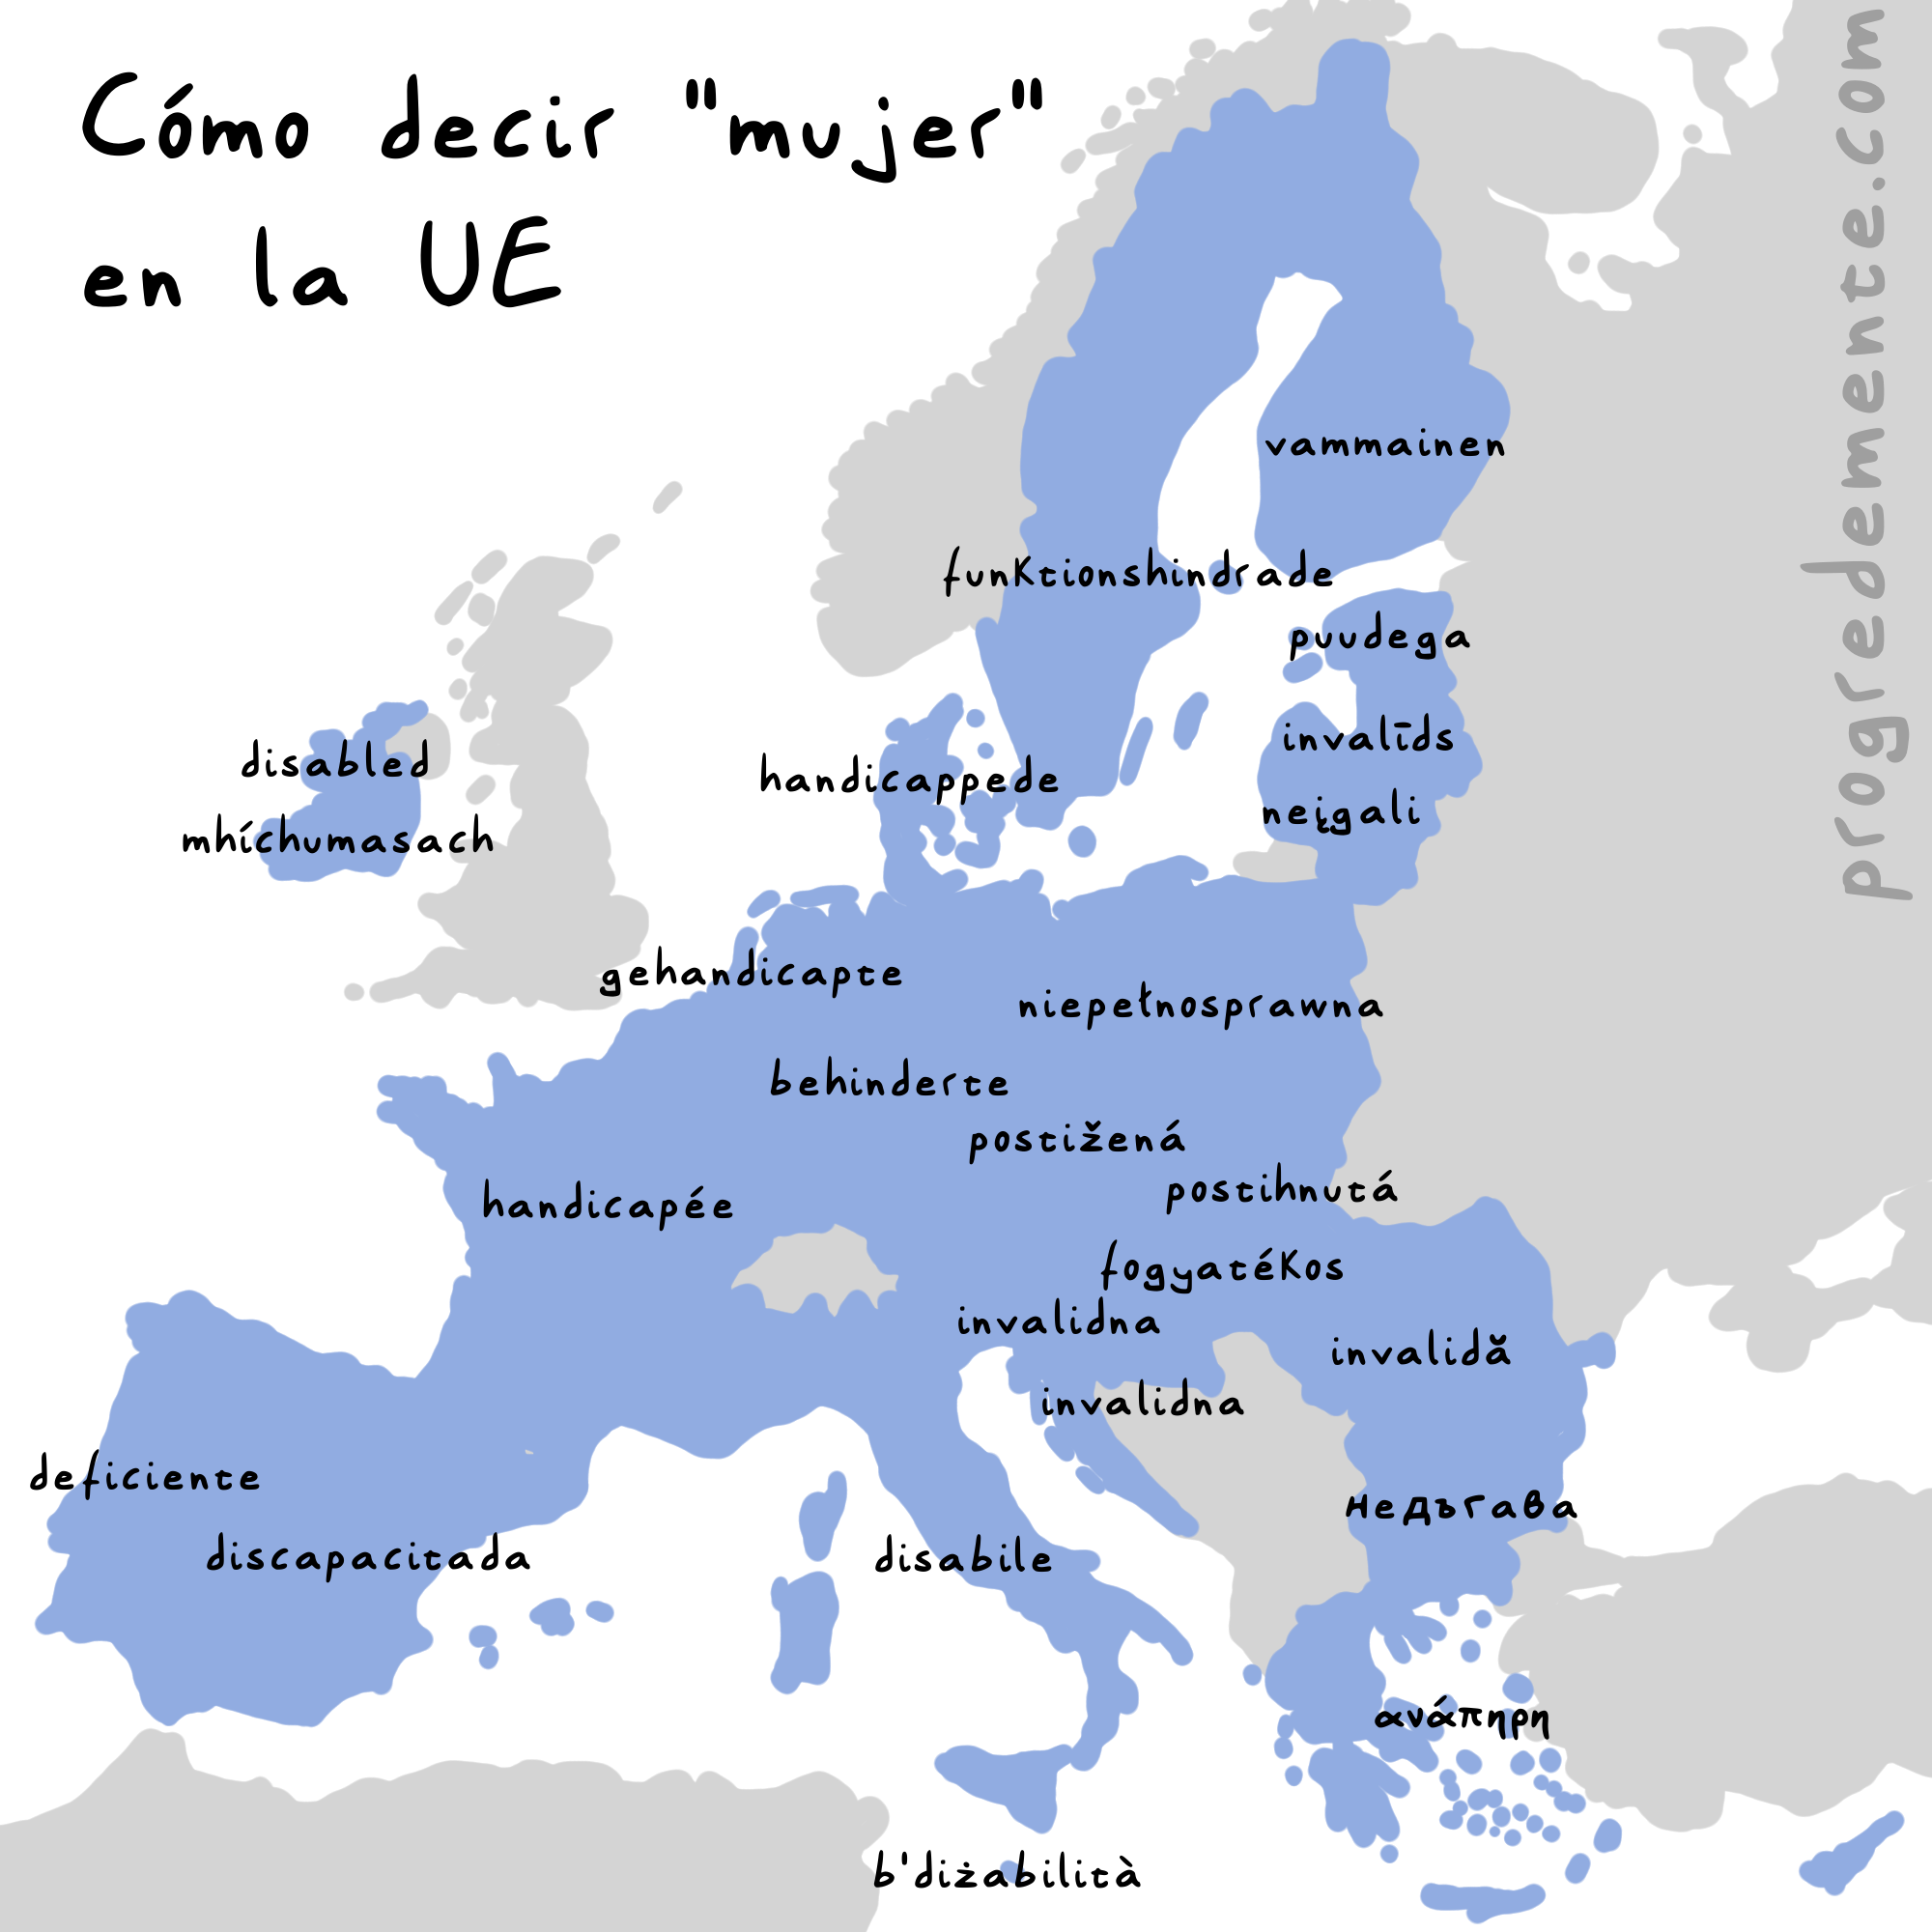 Cómo decir "mujer"
en la UE
progredemente.com
vammainen
funktionshindrade
puudega
invalīds
neįgali
disabled
mhíchumasach
handicappede
gehandicapte
niepełnosprawna
behinderte
postižená
postihnutá
handicapée
fogyatékos
invalidna
invalidă
invalidna
deficiente
недъгава
discapacitada
disabile
ανάπηρη
b'diżabilità